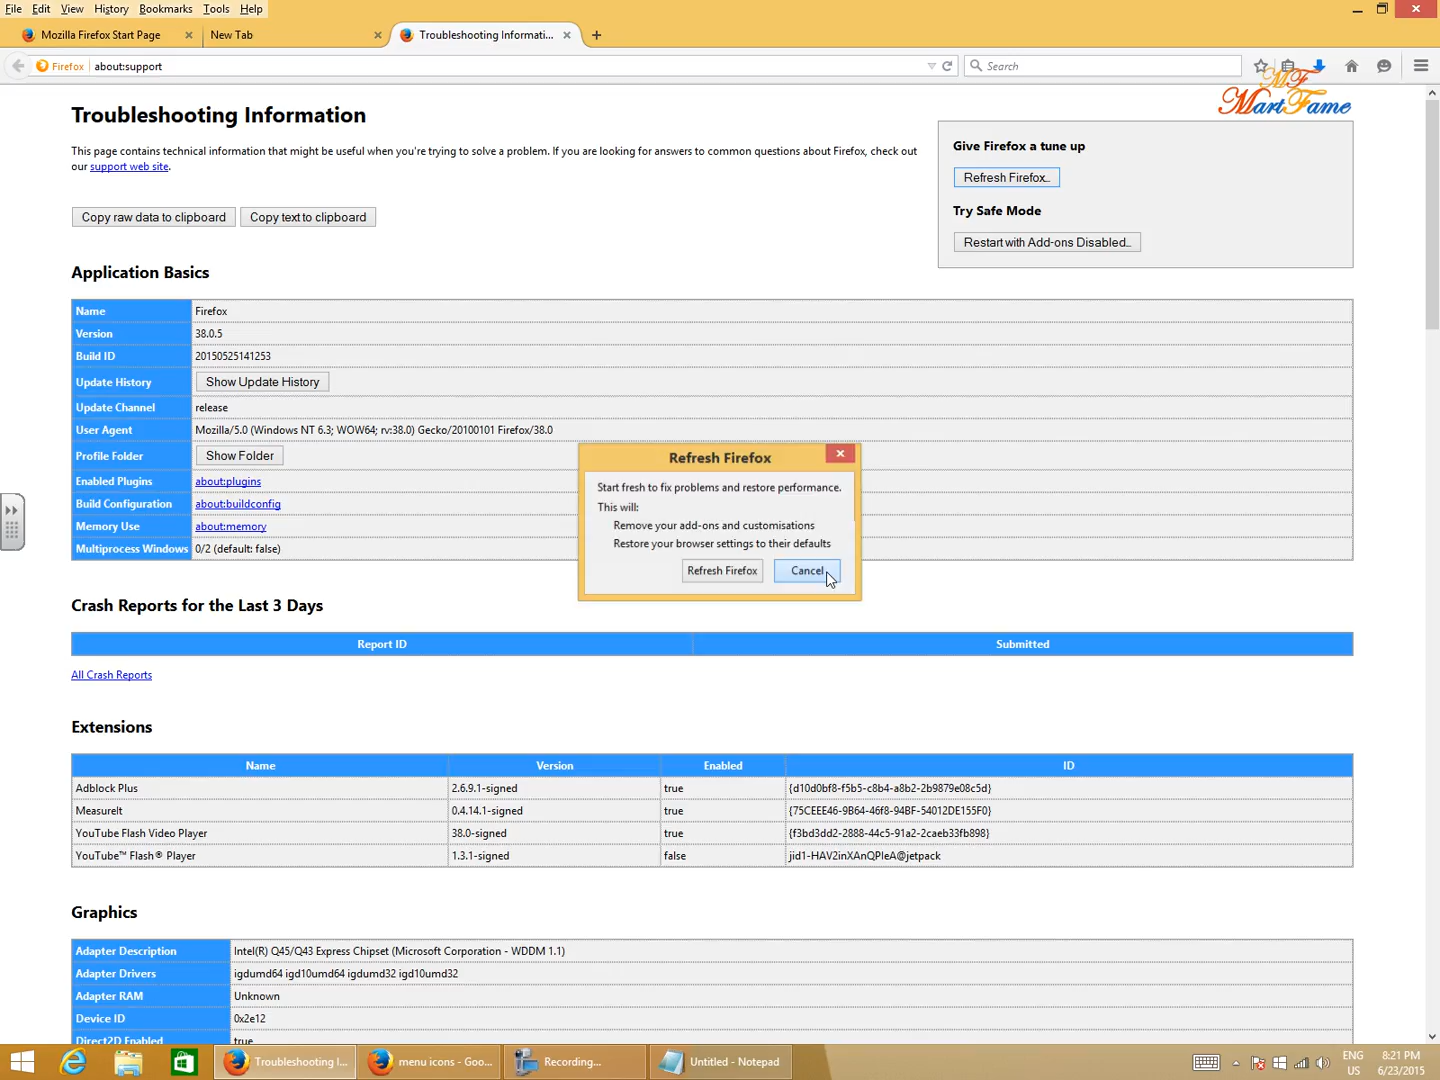 File Edit View History Bookmarks Tools Help
Mozilla Firefox Start Page
New Tab
Troubleshooting Informati...
Firefox about:support
Search
MF
MartFame
Troubleshooting Information
This page contains technical information that might be useful when you're trying to solve a problem. If you are looking for answers to common questions about Firefox, check out
our support web site.
Give Firefox a tune up
Refresh Firefox...
Try Safe Mode
Restart with Add-ons Disabled...
Copy raw data to clipboard
Copy text to clipboard
Application Basics
Name Firefox
Version 38.0.5
Build ID 20150525141253
Update History Show Update History
Update Channel release
User Agent Mozilla/5.0 (Windows NT 6.3; WOW64; rv:38.0) Gecko/20100101 Firefox/38.0
Profile Folder Show Folder
Enabled Plugins about:plugins
Build Configuration about:buildconfig
Memory Use about:memory
Multiprocess Windows 0/2 (default: false)
Refresh Firefox
Start fresh to fix problems and restore performance.
This will:
Remove your add-ons and customisations
Restore your browser settings to their defaults
Refresh Firefox Cancel
Crash Reports for the Last 3 Days
Report ID Submitted
All Crash Reports
Extensions
Name Version Enabled ID
Adblock Plus 2.6.9.1-signed true {d10d0bf8-f5b5-c8b4-a8b2-2b9879e08c5d}
MeasureIt 0.4.14.1-signed true {75CEEE46-9B64-46f8-94BF-54012DE155F0}
YouTube Flash Video Player 38.0-signed true {f3bd3dd2-2888-44c5-91a2-2caeb33fb898}
YouTube™ Flash® Player 1.3.1-signed false jid1-HAV2inXAnQPIeA@jetpack
Graphics
Adapter Description Intel(R) Q45/Q43 Express Chipset (Microsoft Corporation - WDDM 1.1)
Adapter Drivers igdumd64 igd10umd64 igdumd32 igd10umd32
Adapter RAM Unknown
Device ID 0x2e12
Direct2D Enabled true
Troubleshooting I...
menu icons - Goo...
Recording...
Untitled - Notepad
ENG
US
8:21 PM
6/23/2015